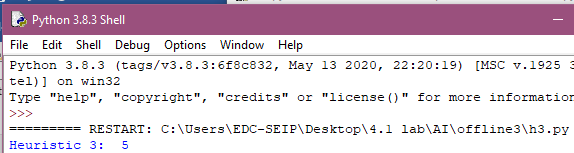 Python 3.8.3 Shell
File Edit Shell Debug Options Window Help
Python 3.8.3 (tags/v3.8.3:6f8c832, May 13 2020, 22:20:19) [MSC v.1925 3
tel)] on win32
Type "help", "copyright", "credits" or "license()" for more information
>>>
========= RESTART: C:\Users\EDC-SEIP\Desktop\4.1 lab\AI\offline3\h3.py
Heuristic 3:  5